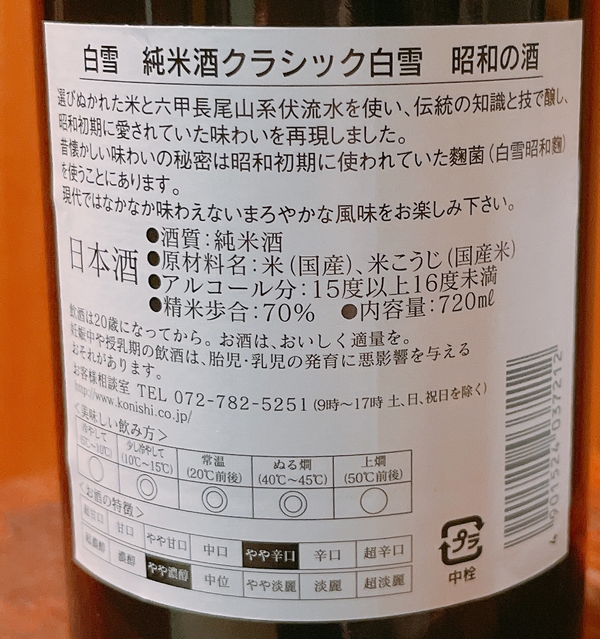 白雪 純米酒クラシック白雪 昭和の酒
選びぬかれた米と六甲長尾山系伏流水を使い、伝統の知識と技で醸し、
昭和初期に愛されていた味わいを再現しました。
昔懐かしい味わいの秘密は昭和初期に使われていた麴菌(白雪昭和麴)
を使うことにあります。
現代ではなかなか味わえないまろやかな風味をお楽しみ下さい。
日本酒
●酒質:純米酒
●原材料名:米(国産)、米こうじ(国産米)
●アルコール分:15度以上16度未満
●精米歩合:70% ●内容量:720ml
飲酒は20歳になってから。お酒は、おいしく適量を。
妊娠中や授乳期の飲酒は、胎児・乳児の発育に悪影響を与える
おそれがあります。
お客様相談室 TEL 072-782-5251(9時〜17時 土、日、祝日を除く)
http://www.konishi.co.jp/
<美味しい飲み方>
冷やして 少し冷やして 常温 ぬる燗 上燗
(10℃〜15℃) (20℃前後) (40℃〜45℃) (50℃前後)
○ ◎ ◎ ◎ ○
<お酒の特徴>
超甘口 甘口 やや甘口 中口 やや辛口 辛口 超辛口
超濃醇 濃醇 やや濃醇 中位 やや淡麗 淡麗 超淡麗
プラ
中栓
4 901524 037212